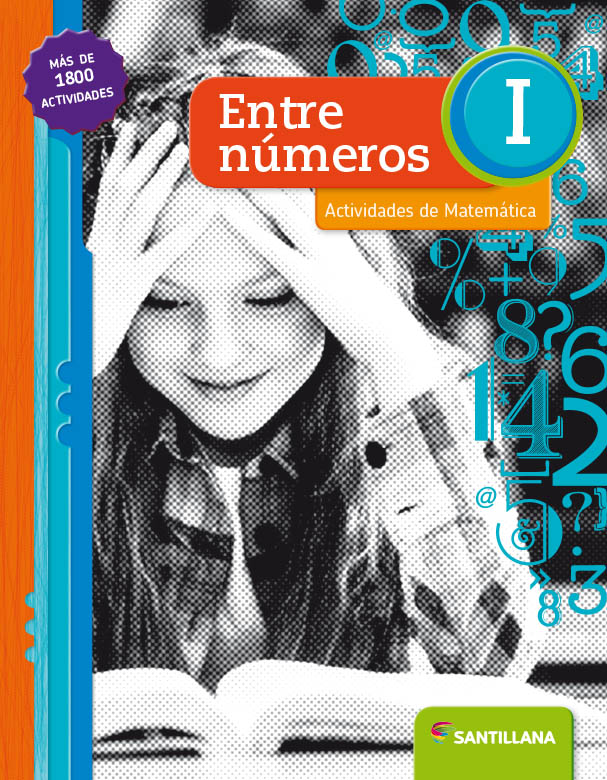 MÁS DE
1800
ACTIVIDADES
Entre
números
I
Actividades de Matemática
SANTILLANA